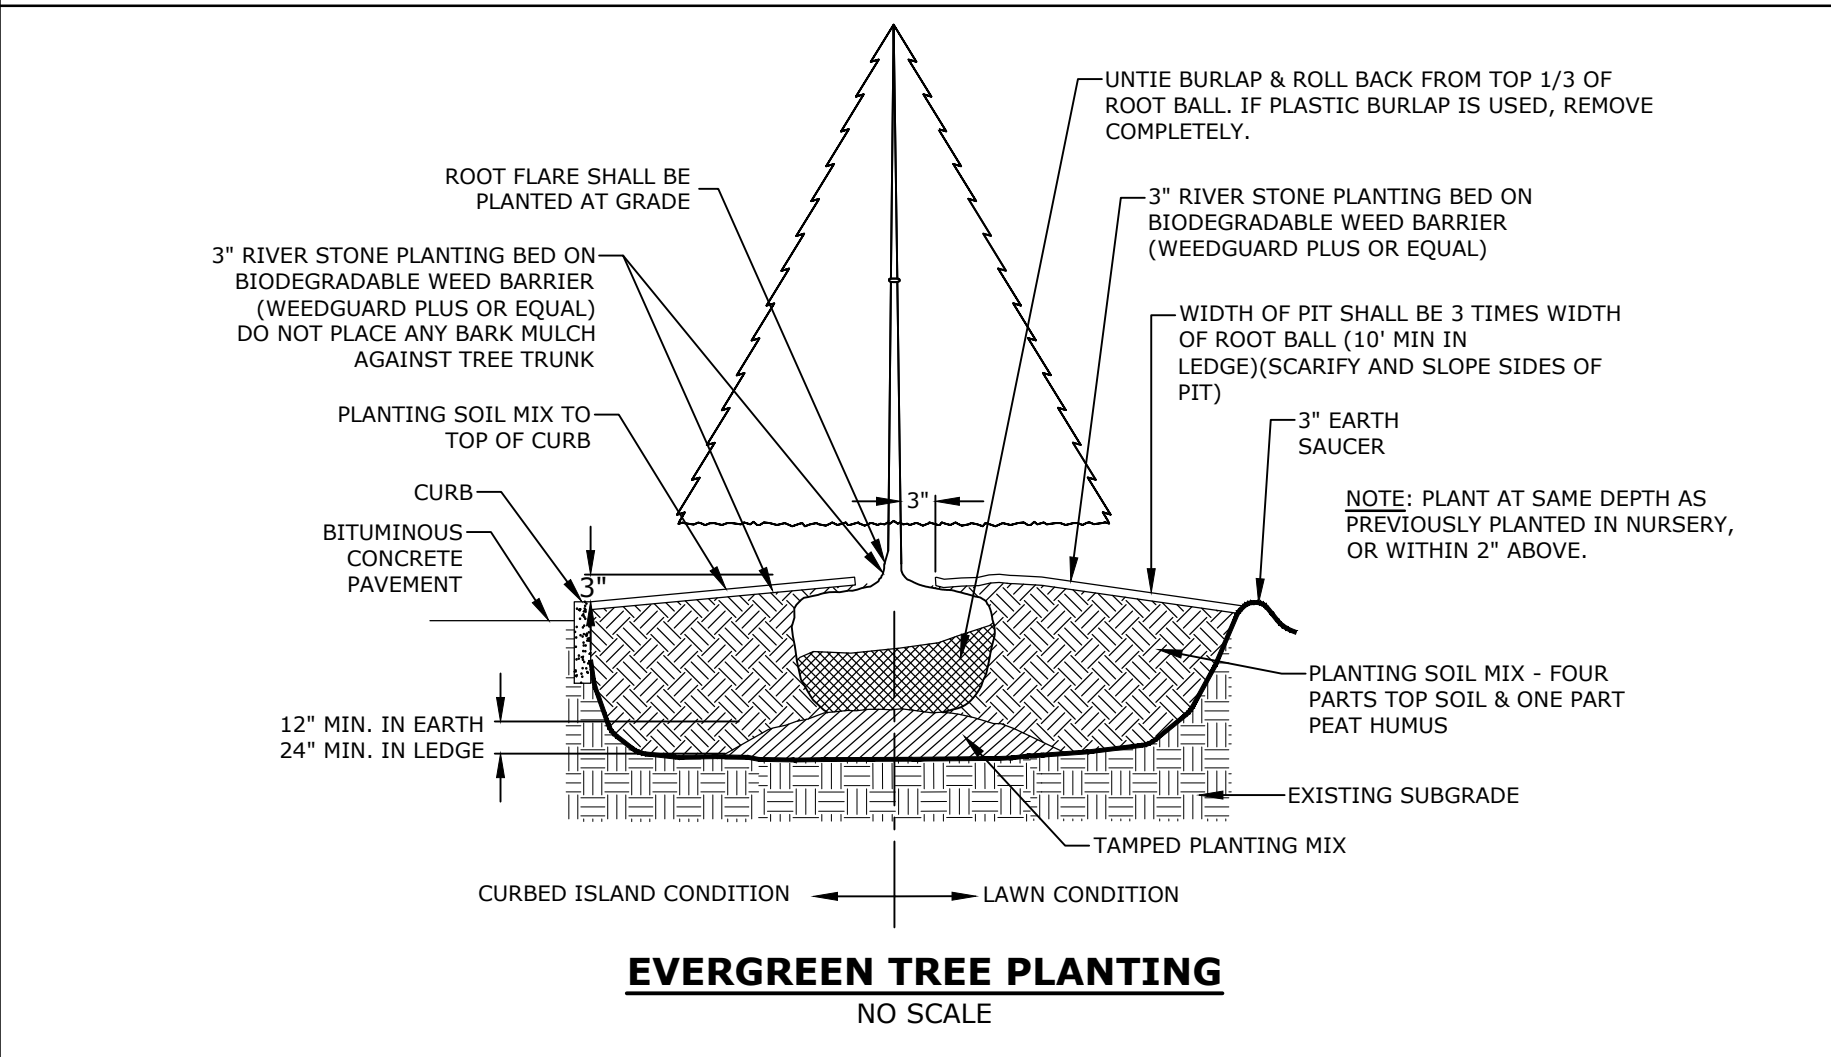 UNTIE BURLAP & ROLL BACK FROM TOP 1/3 OF
ROOT BALL. IF PLASTIC BURLAP IS USED, REMOVE
COMPLETELY.
ROOT FLARE SHALL BE
PLANTED AT GRADE
3" RIVER STONE PLANTING BED ON
BIODEGRADABLE WEED BARRIER
(WEEDGUARD PLUS OR EQUAL)
3" RIVER STONE PLANTING BED ON
BIODEGRADABLE WEED BARRIER
(WEEDGUARD PLUS OR EQUAL)
DO NOT PLACE ANY BARK MULCH
AGAINST TREE TRUNK
WIDTH OF PIT SHALL BE 3 TIMES WIDTH
OF ROOT BALL (10' MIN IN
LEDGE)(SCARIFY AND SLOPE SIDES OF
PIT)
PLANTING SOIL MIX TO
TOP OF CURB
3" EARTH
SAUCER
CURB
3"
NOTE: PLANT AT SAME DEPTH AS
PREVIOUSLY PLANTED IN NURSERY,
OR WITHIN 2" ABOVE.
BITUMINOUS
CONCRETE
PAVEMENT
3"
PLANTING SOIL MIX - FOUR
PARTS TOP SOIL & ONE PART
PEAT HUMUS
12" MIN. IN EARTH
24" MIN. IN LEDGE
EXISTING SUBGRADE
TAMPED PLANTING MIX
CURBED ISLAND CONDITION
LAWN CONDITION
EVERGREEN TREE PLANTING
NO SCALE